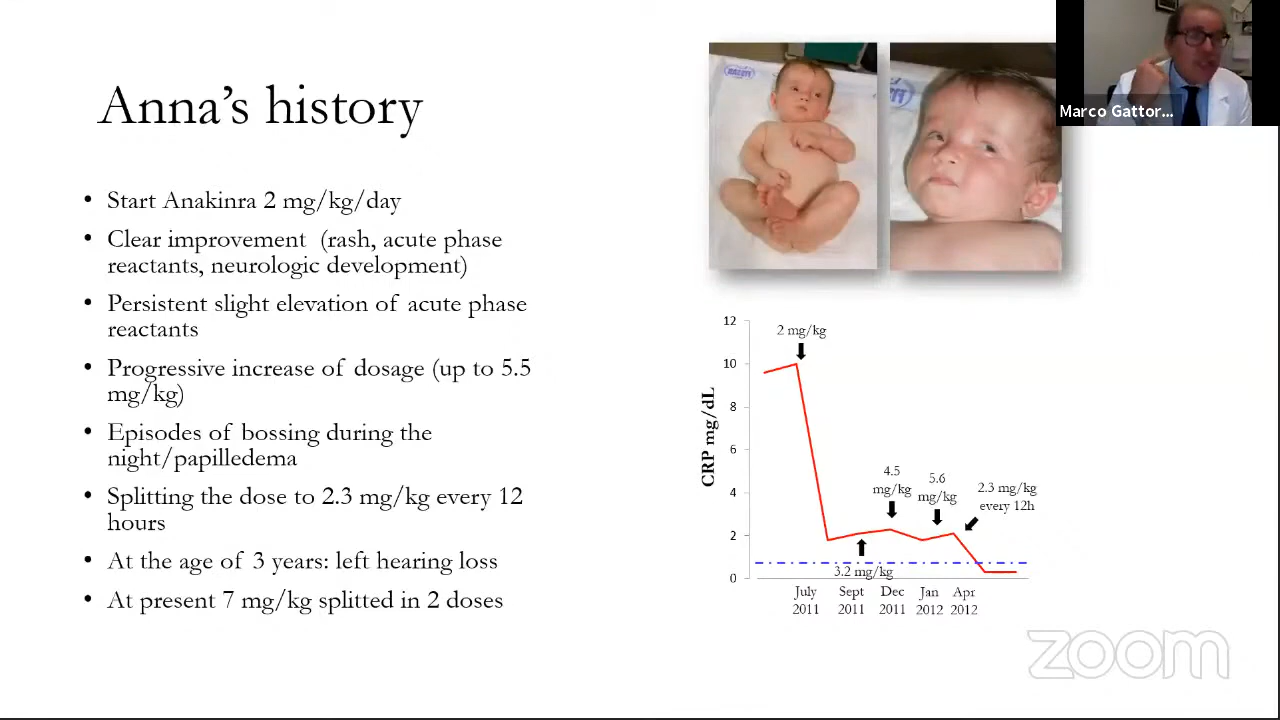 Anna's history
• Start Anakinra 2 mg/kg/day
• Clear improvement (rash, acute phase
reactants, neurologic development)
• Persistent slight elevation of acute phase
reactants
• Progressive increase of dosage (up to 5.5
mg/kg)
• Episodes of bossing during the
night/papilledema
• Splitting the dose to 2.3 mg/kg every 12
hours
• At the age of 3 years: left hearing loss
• At present 7 mg/kg splitted in 2 doses
Marco Gattor...
CRP mg/dL
12
10
8
6
4
2
0
2 mg/kg
3.2 mg/kg
4.5
mg/kg
5.6
mg/kg
2.3 mg/kg
every 12h
July
2011
Sept
2011
Dec
2011
Jan
2012
Apr
2012
zoom